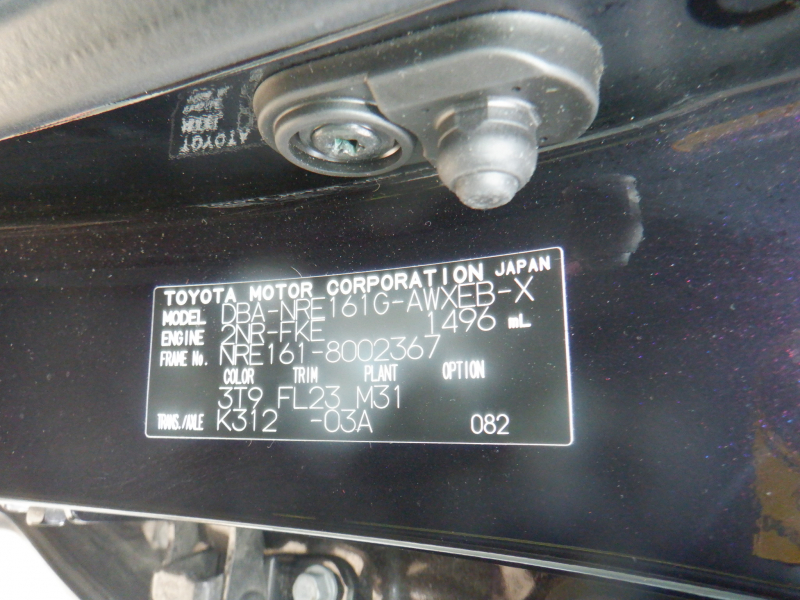 TOYOTA MOTOR CORPORATION JAPAN
MODEL DBA-NRE161G-AWXEB-X
ENGINE 2NR-FKE 1496 mL
FRAME No. NRE161-8002367
COLOR TRIM PLANT OPTION
3T9 FL23 M31
TRANS./AXLE K312 -03A 082